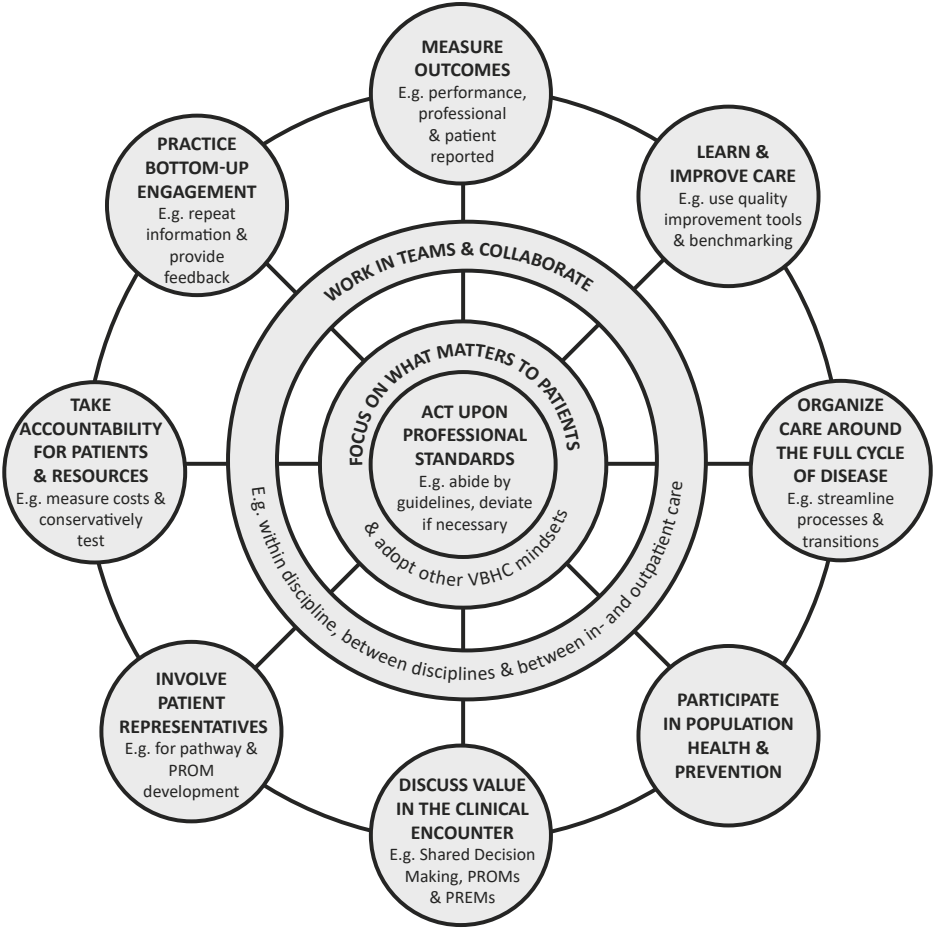 MEASURE
OUTCOMES
E.g. performance,
professional
& patient
reported
LEARN &
IMPROVE CARE
E.g. use quality
improvement tools
& benchmarking
ORGANIZE
CARE AROUND
THE FULL CYCLE
OF DISEASE
E.g. streamline
processes &
transitions
PARTICIPATE
IN POPULATION
HEALTH &
PREVENTION
DISCUSS VALUE
IN THE CLINICAL
ENCOUNTER
E.g. Shared Decision
Making, PROMs
& PREMs
INVOLVE
PATIENT
REPRESENTATIVES
E.g. for pathway &
PROM
development
TAKE
ACCOUNTABILITY
FOR PATIENTS
& RESOURCES
E.g. measure costs &
conservatively
test
PRACTICE
BOTTOM-UP
ENGAGEMENT
E.g. repeat
information &
provide
feedback
WORK IN TEAMS & COLLABORATE
E.g. within discipline, between disciplines & between in- and outpatient care
FOCUS ON WHAT MATTERS TO PATIENTS
& adopt other VBHC mindsets
ACT UPON
PROFESSIONAL
STANDARDS
E.g. abide by
guidelines, deviate
if necessary